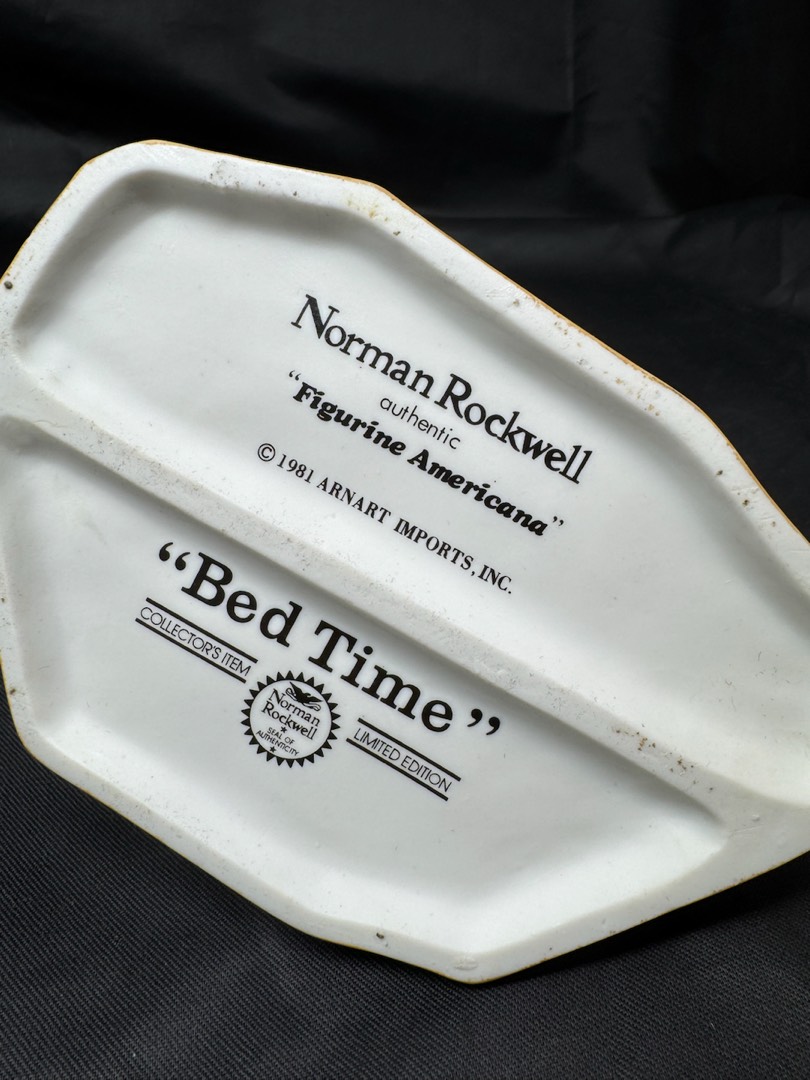 Norman Rockwell
authentic
“Figurine Americana”
© 1981 ARNART IMPORTS, INC.
“Bed Time”
COLLECTOR'S ITEM
Norman
Rockwell
SEAL OF
AUTHENTICITY
LIMITED EDITION